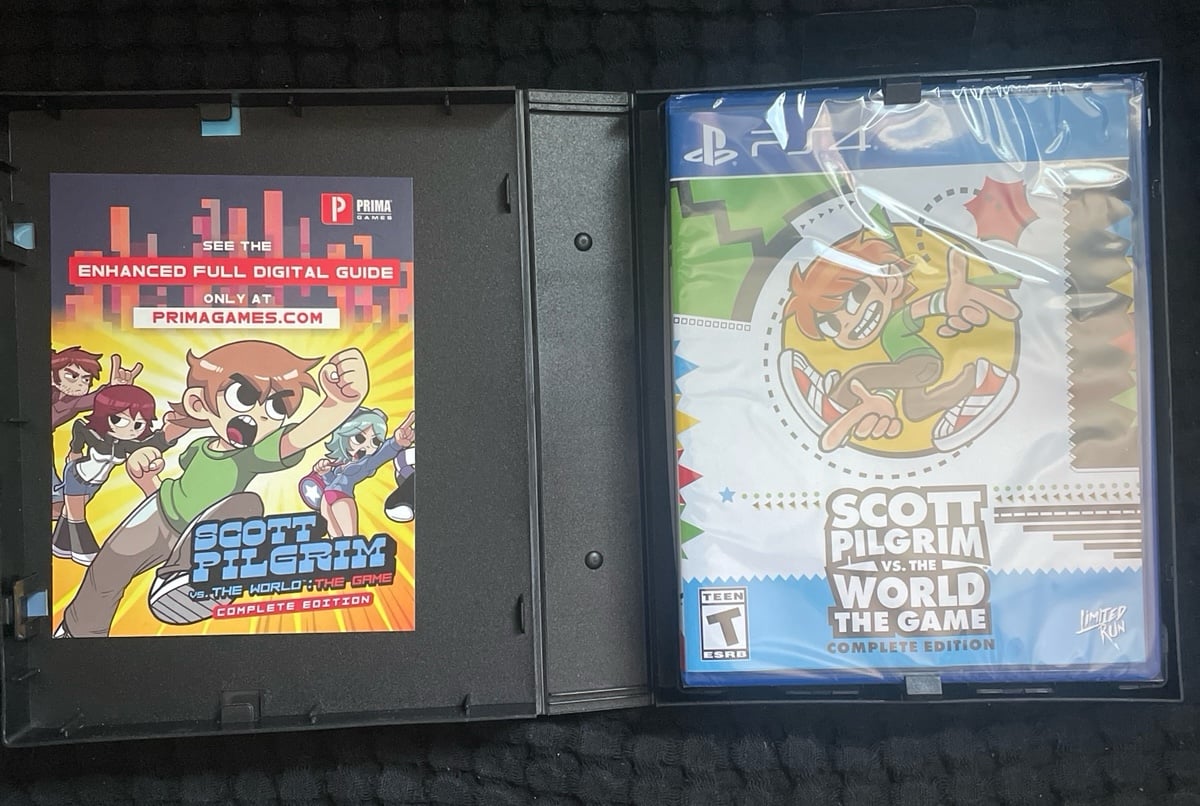 P
PRIMA
GAMES
SEE THE
ENHANCED FULL DIGITAL GUIDE
ONLY AT
PRIMAGAMES.COM
SCOTT
PILGRIM
VS. THE WORLD: THE GAME
COMPLETE EDITION
PS4
SCOTT
PILGRIM
VS. THE
WORLD
THE GAME
COMPLETE EDITION
TEEN
T
ESRB
LIMITED
RUN